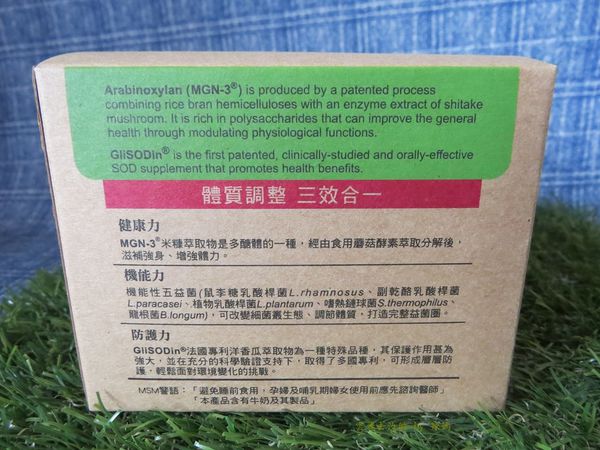 Arabinoxylan (MGN-3®) is produced by a patented process
combining rice bran hemicelluloses with an enzyme extract of shitake
mushroom. It is rich in polysaccharides that can improve the general
health through modulating physiological functions.
GliSODin® is the first patented, clinically-studied and orally-effective
SOD supplement that promotes health benefits.
體質調整 三效合一
健康力
MGN-3®米糠萃取物是多醣體的一種，經由食用蘑菇酵素萃取分解後，
滋補強身、增強體力。
機能力
機能性五益菌(鼠李糖乳酸桿菌L.rhamnosus、副乾酪乳酸桿菌
L.paracasei、植物乳酸桿菌L.plantarum、嗜熱鏈球菌S.thermophilus、
龍根菌B.longum)，可改變細菌叢生態、調節體質，打造完整益菌園。
防護力
GliSODin®法國專利洋香瓜萃取物為一種特殊品種，其保護作用甚為
強大，並在充分的科學驗證支持下，取得了多國專利，可形成層層防
護，輕鬆面對環境變化的挑戰。
MSM警語：「避免睡前食用，孕婦及哺乳期婦女使用前應先諮詢醫師」
「本產品含有牛奶及其製品」